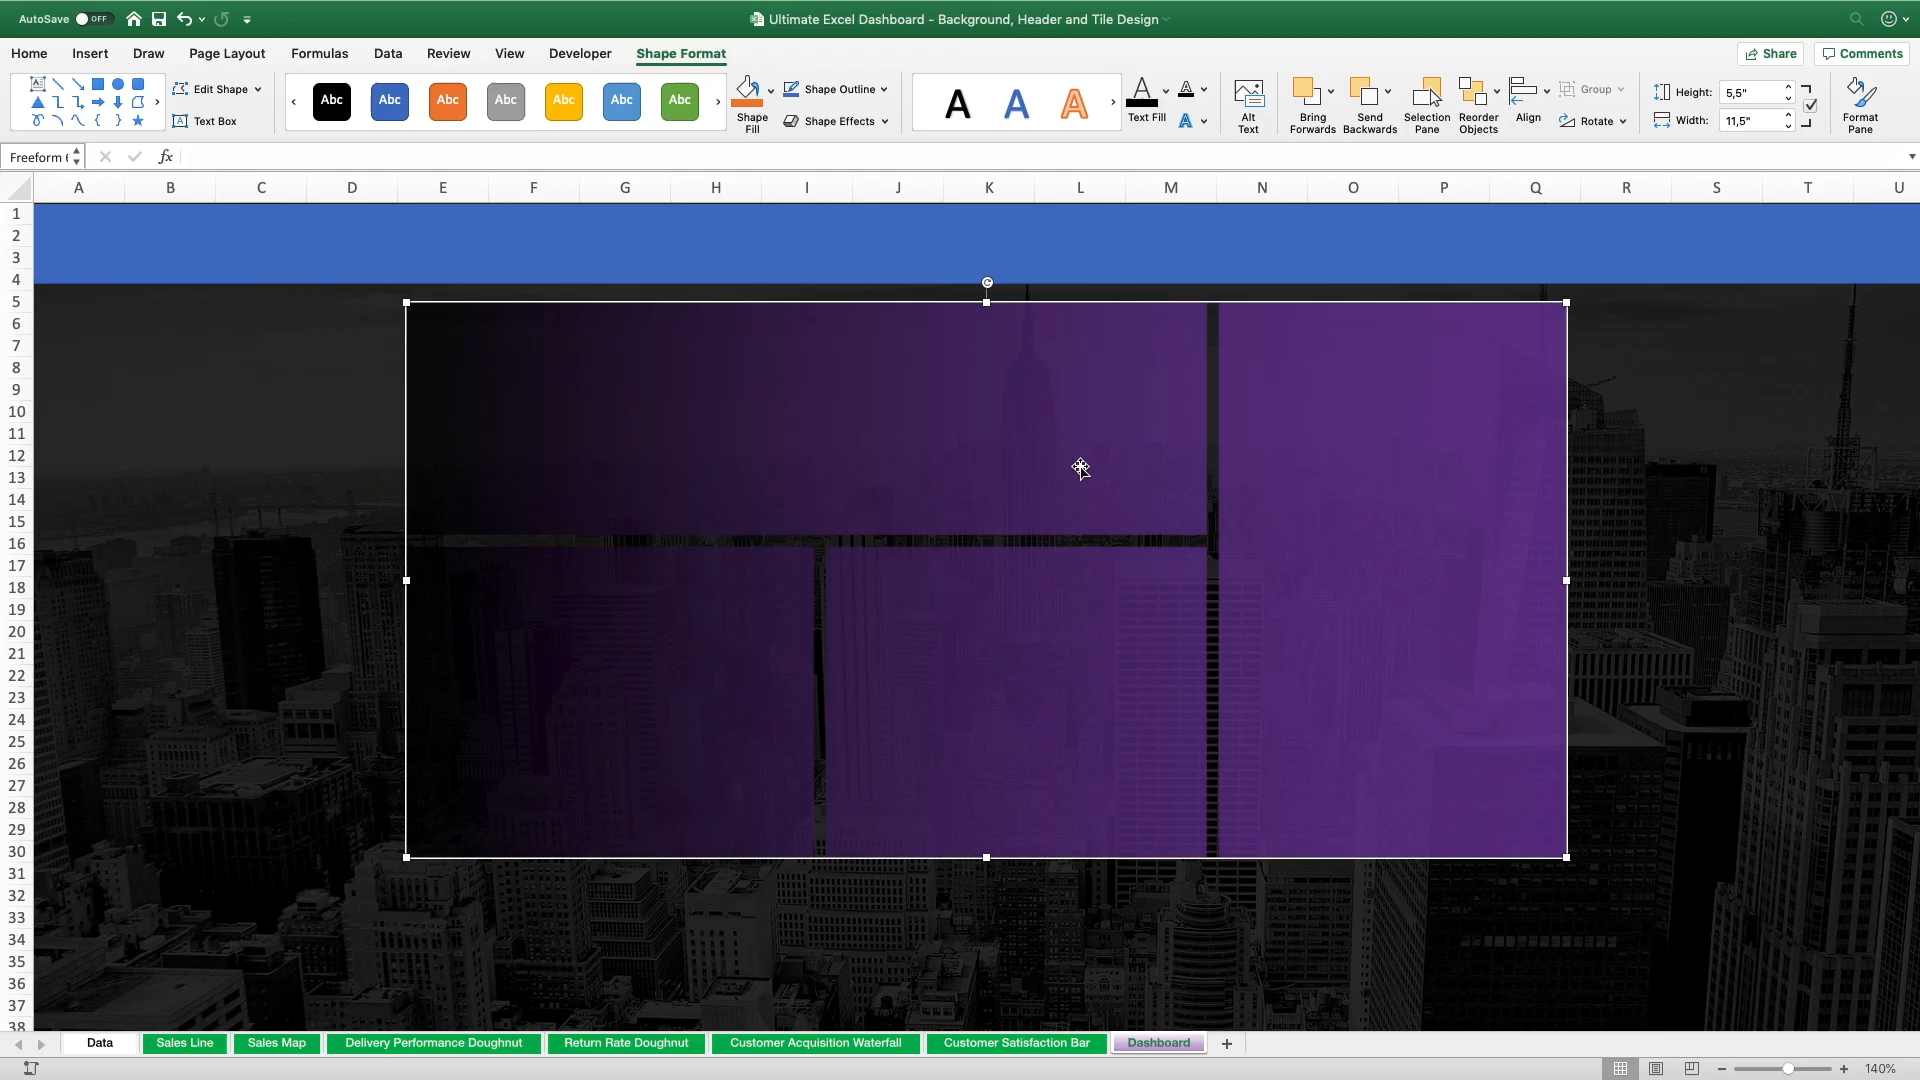 AutoSave OFF
Ultimate Excel Dashboard - Background, Header and Tile Design
Home Insert Draw Page Layout Formulas Data Review View Developer Shape Format
Share Comments
Edit Shape
Text Box
Abc Abc Abc Abc Abc Abc Abc
Shape Fill
Shape Outline
Shape Effects
A A A
Text Fill
Alt Text
Bring Forwards
Send Backwards
Selection Pane
Reorder Objects
Align
Group
Rotate
Height: 5,5"
Width: 11,5"
Format Pane
Freeform
fx
A B C D E F G H I J K L M N O P Q R S T U
1
2
3
4
5
6
7
8
9
10
11
12
13
14
15
16
17
18
19
20
21
22
23
24
25
26
27
28
29
30
31
32
33
34
35
36
37
38
Data Sales Line Sales Map Delivery Performance Doughnut Return Rate Doughnut Customer Acquisition Waterfall Customer Satisfaction Bar Dashboard
140%